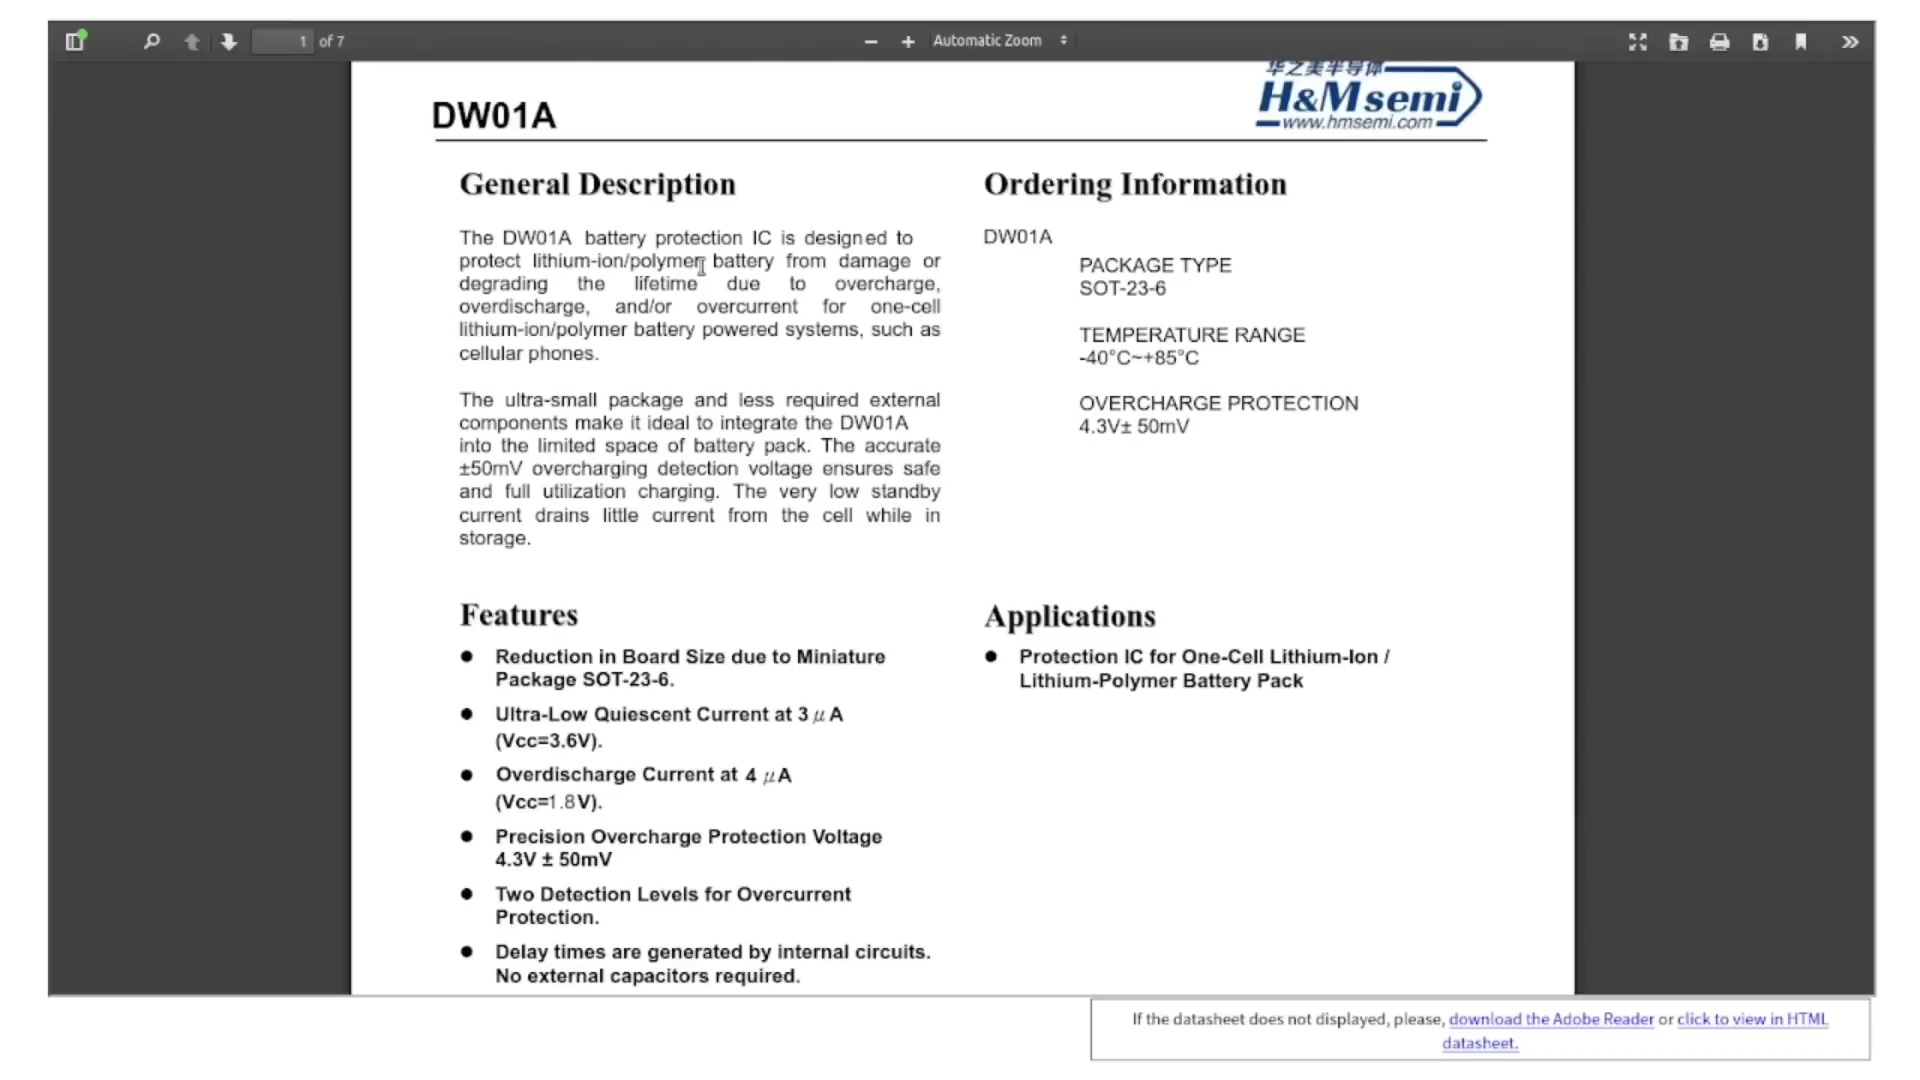 1 of 7
Automatic Zoom
华之美半导体
H&M semi
www.hmsemi.com
DW01A
General Description
The DW01A battery protection IC is designed to
protect lithium-ion/polymer battery from damage or
degrading the lifetime due to overcharge,
overdischarge, and/or overcurrent for one-cell
lithium-ion/polymer battery powered systems, such as
cellular phones.
The ultra-small package and less required external
components make it ideal to integrate the DW01A
into the limited space of battery pack. The accurate
±50mV overcharging detection voltage ensures safe
and full utilization charging. The very low standby
current drains little current from the cell while in
storage.
Ordering Information
DW01A
PACKAGE TYPE
SOT-23-6
TEMPERATURE RANGE
-40°C~+85°C
OVERCHARGE PROTECTION
4.3V± 50mV
Features
● Reduction in Board Size due to Miniature
Package SOT-23-6.
● Ultra-Low Quiescent Current at 3 μA
(Vcc=3.6V).
● Overdischarge Current at 4 μA
(Vcc=1.8V).
● Precision Overcharge Protection Voltage
4.3V ± 50mV
● Two Detection Levels for Overcurrent
Protection.
● Delay times are generated by internal circuits.
No external capacitors required.
Applications
● Protection IC for One-Cell Lithium-Ion /
Lithium-Polymer Battery Pack
If the datasheet does not displayed, please, download the Adobe Reader or click to view in HTML
datasheet.